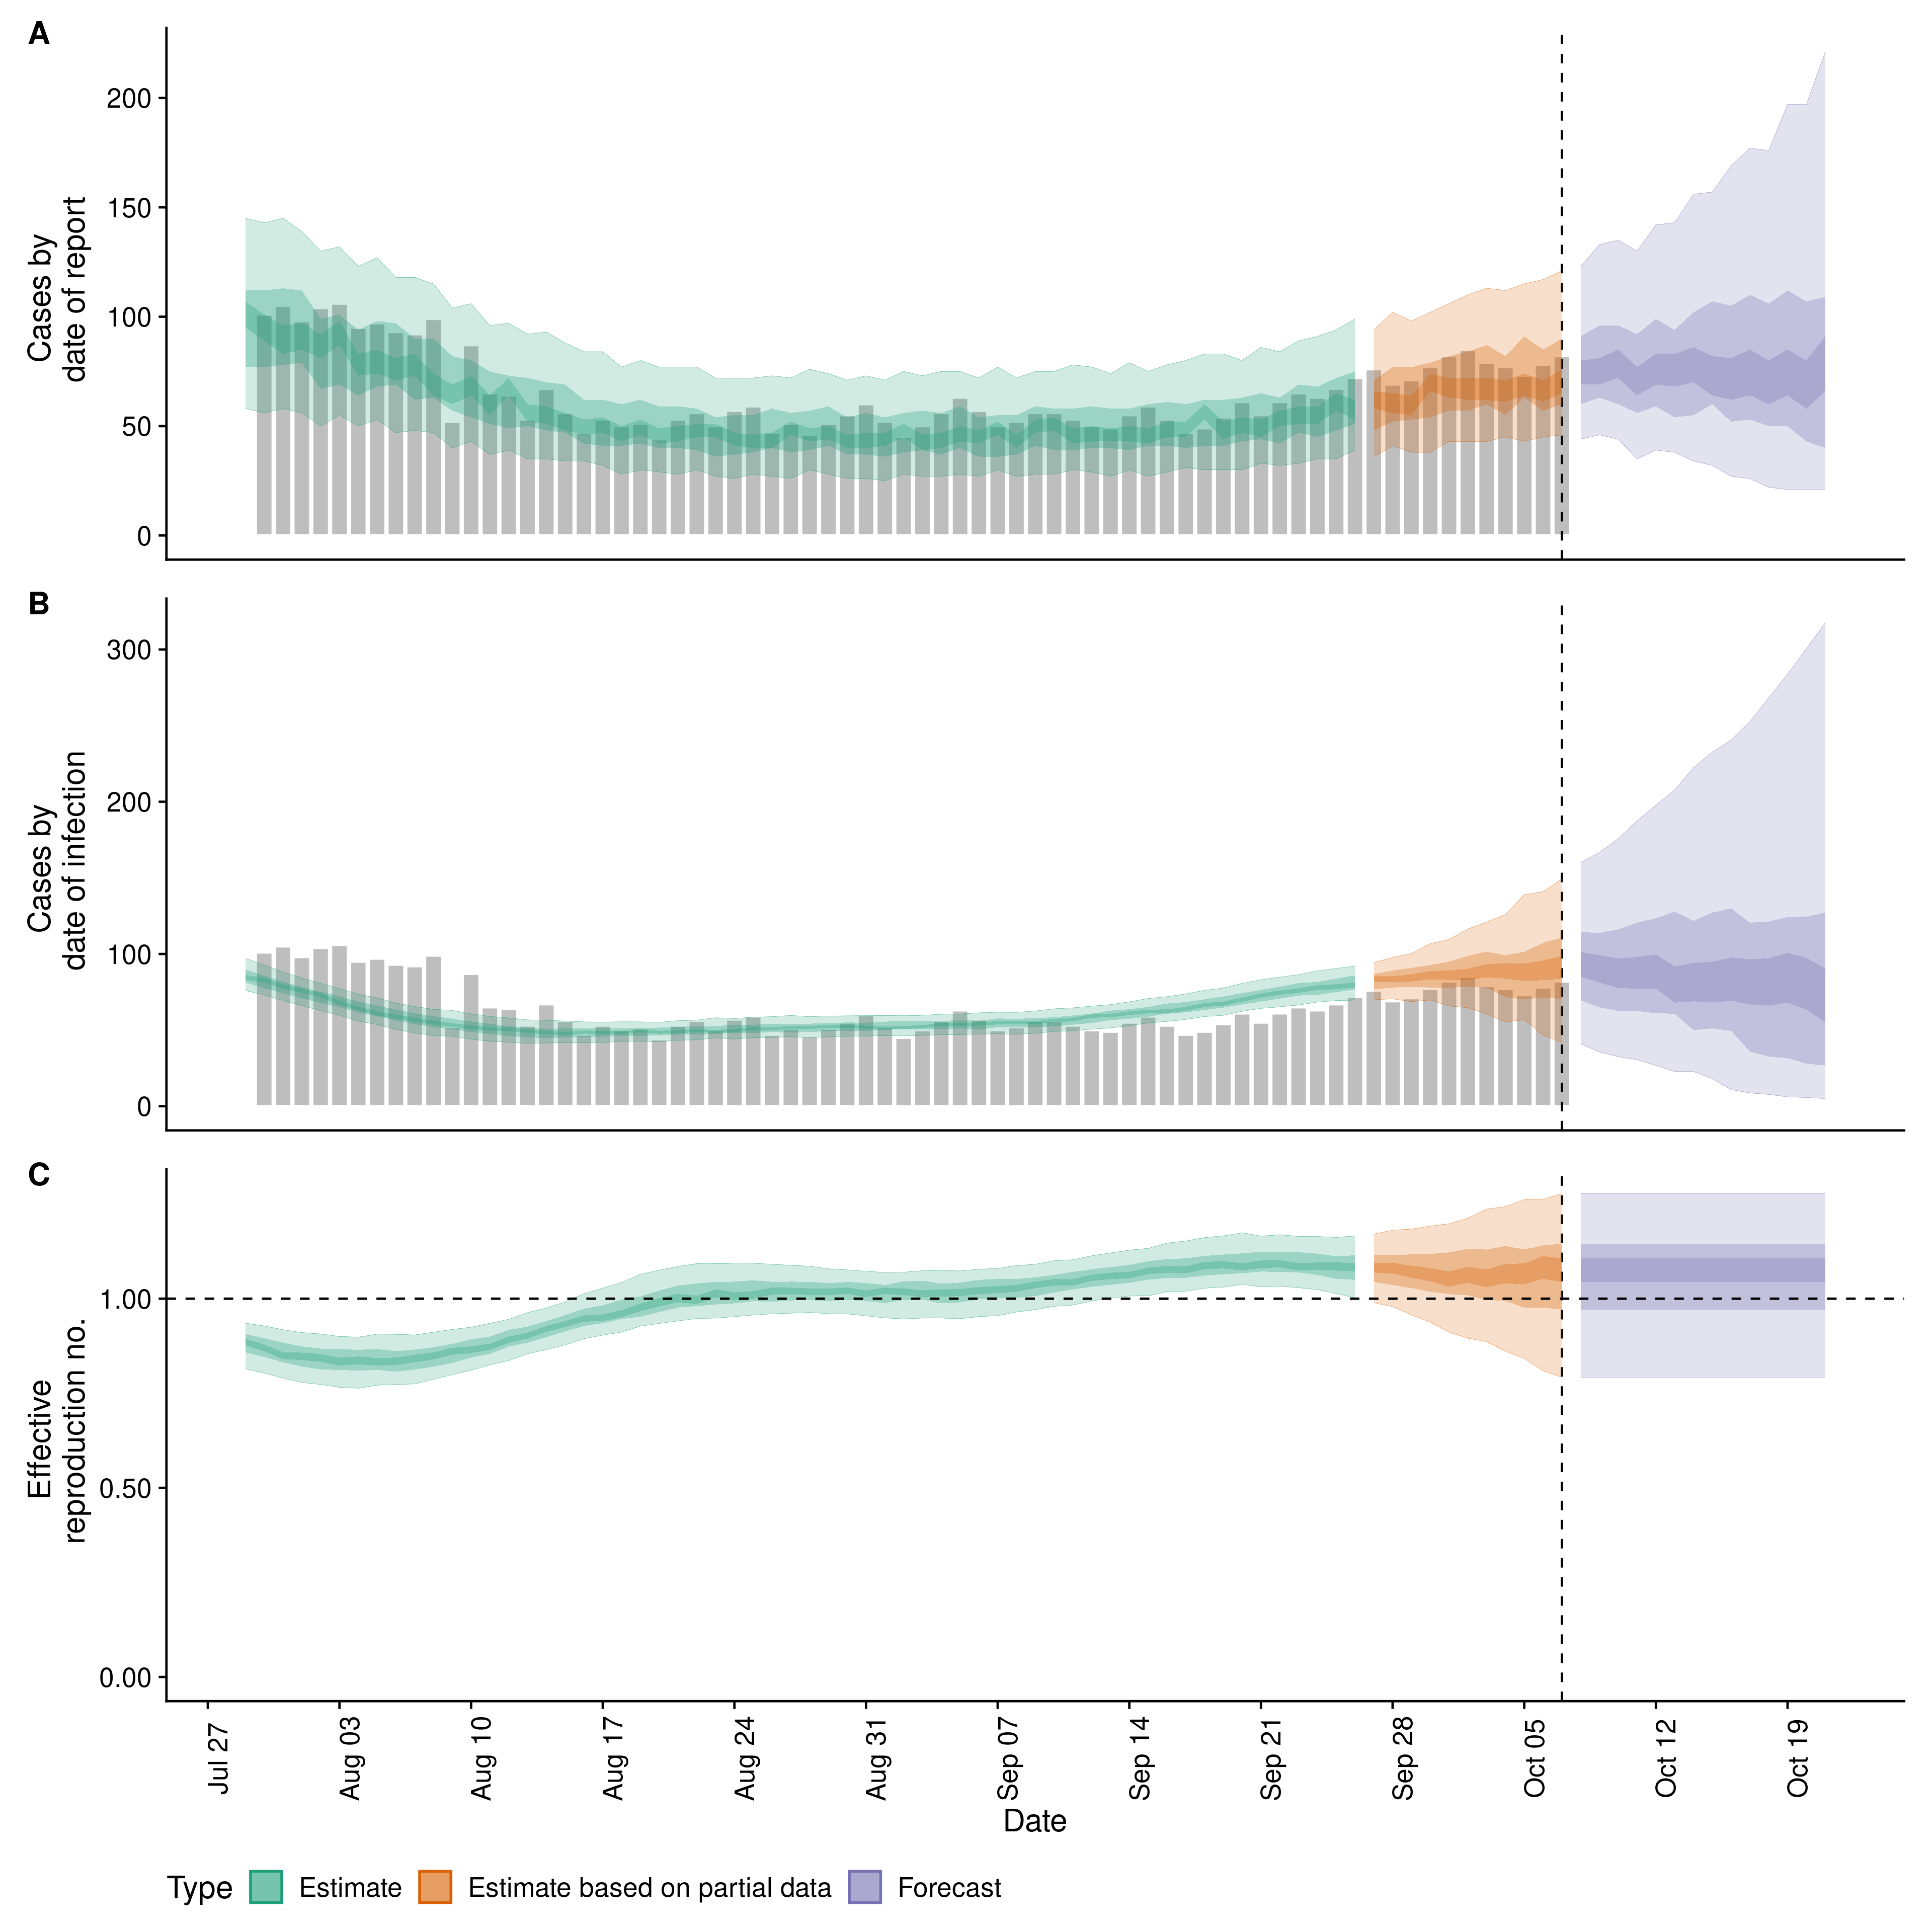 A
200
150
100
50
0
Cases by
date of report
B
300
200
100
0
Cases by
date of infection
C
1.00
0.50
0.00
Effective
reproduction no.
Jul 27
Aug 03
Aug 10
Aug 17
Aug 24
Aug 31
Sep 07
Sep 14
Sep 21
Sep 28
Oct 05
Oct 12
Oct 19
Date
Type Estimate Estimate based on partial data Forecast